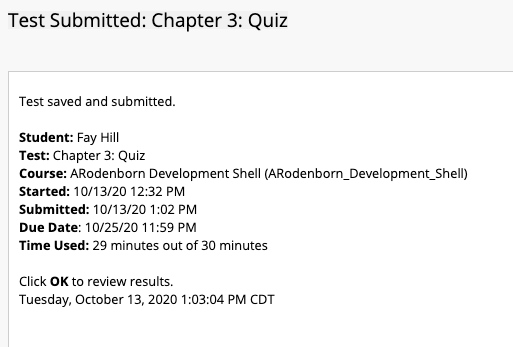 Test Submitted: Chapter 3: Quiz
Test saved and submitted.
Student: Fay Hill
Test: Chapter 3: Quiz
Course: ARodenborn Development Shell (ARodenborn_Development_Shell)
Started: 10/13/20 12:32 PM
Submitted: 10/13/20 1:02 PM
Due Date: 10/25/20 11:59 PM
Time Used: 29 minutes out of 30 minutes
Click OK to review results.
Tuesday, October 13, 2020 1:03:04 PM CDT